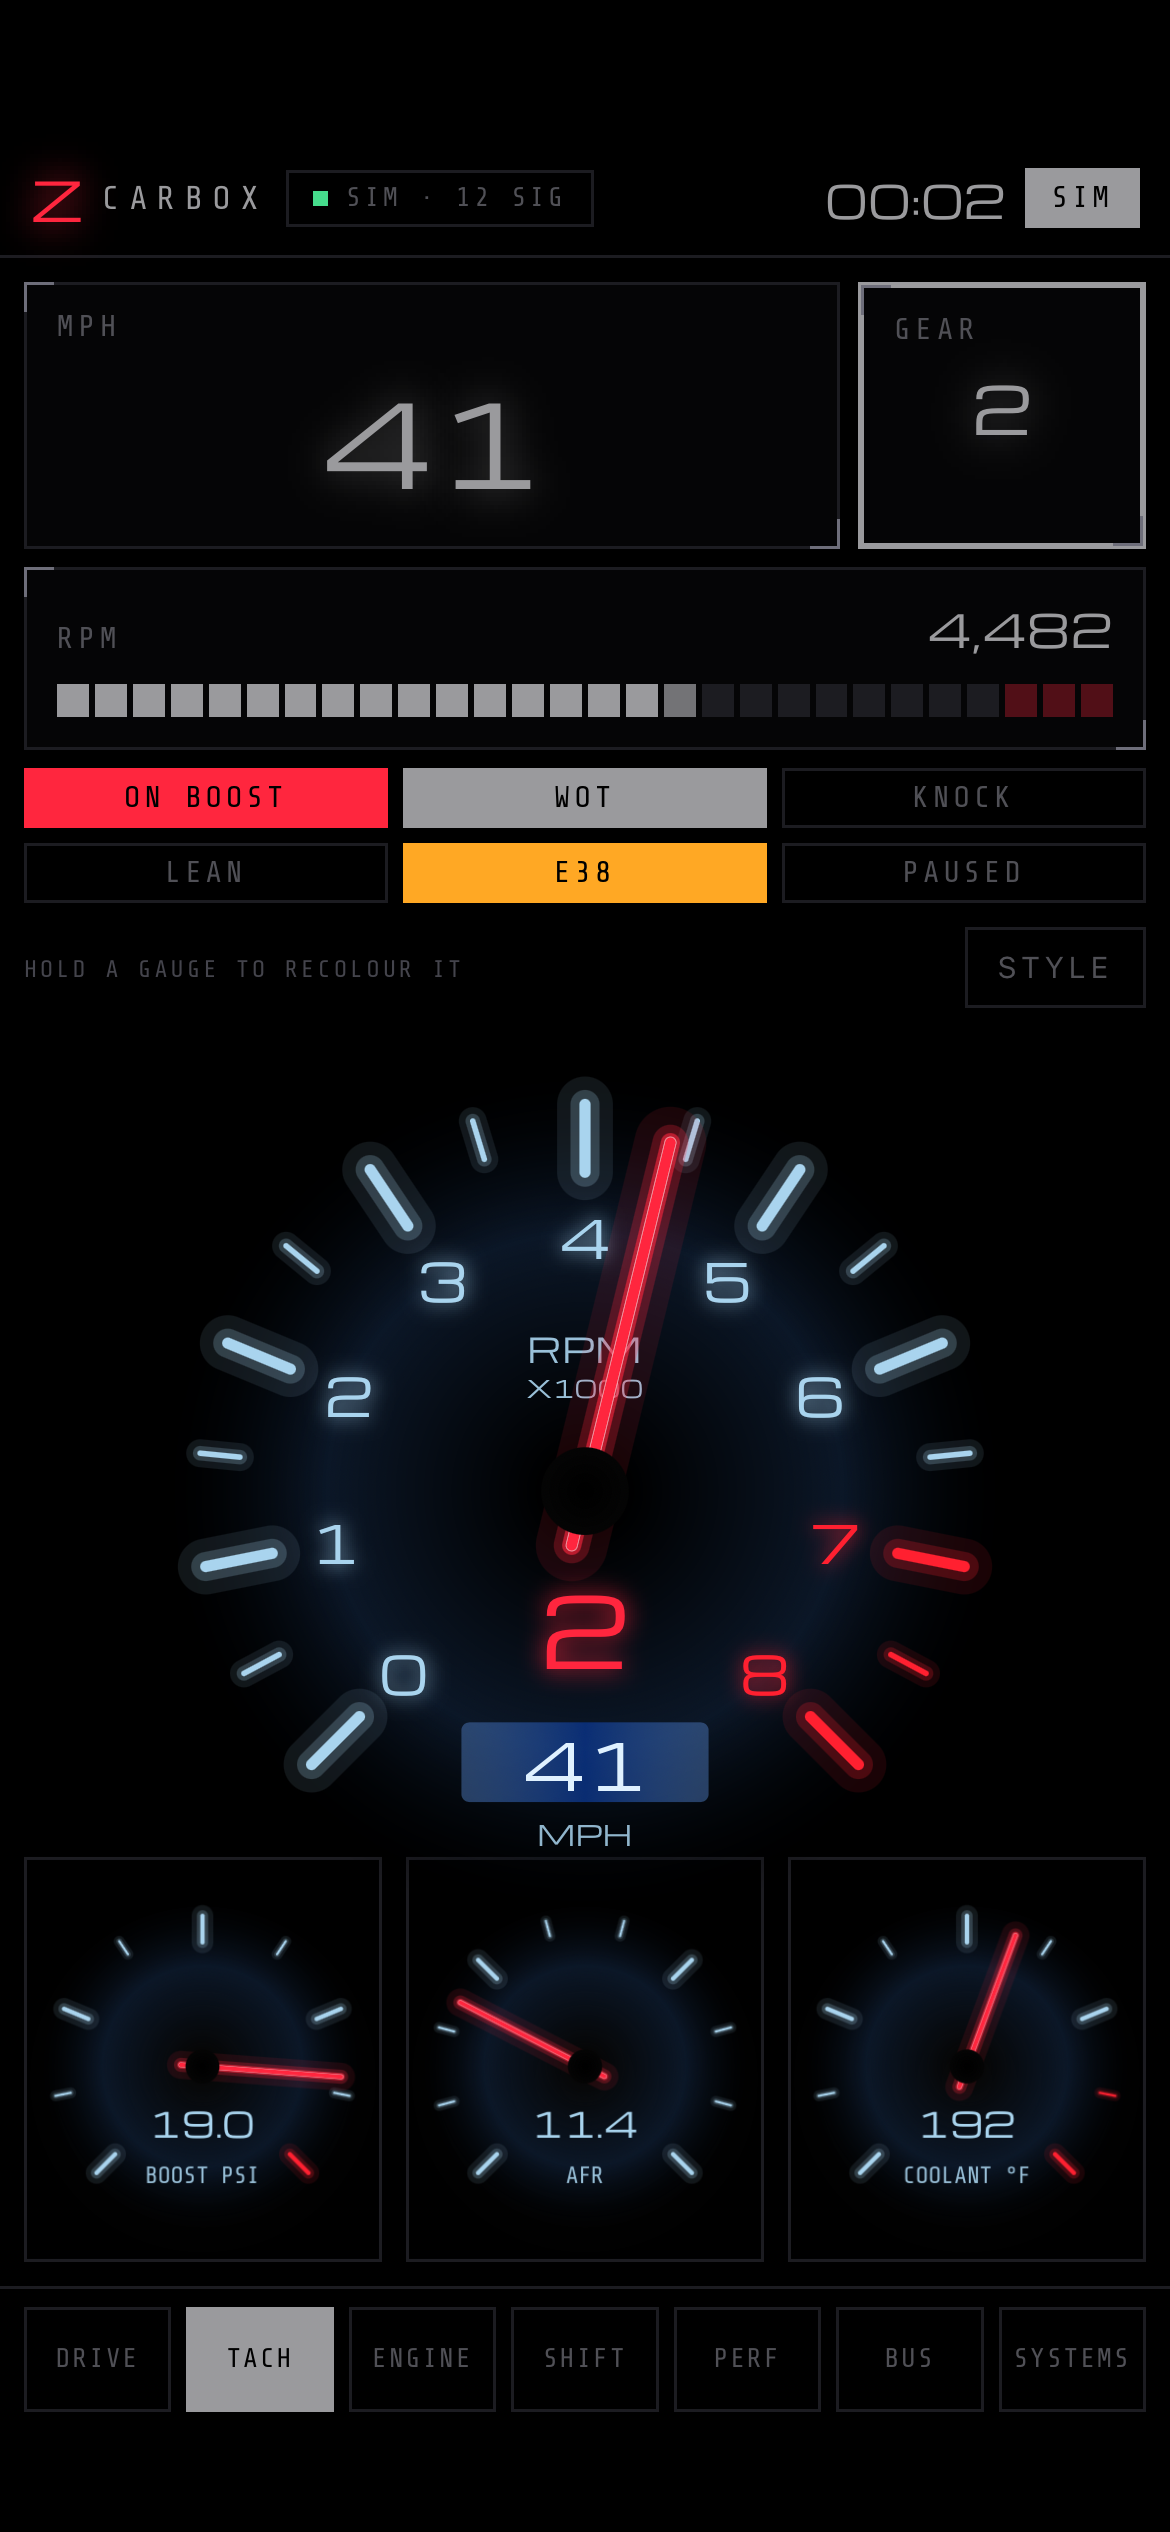 Z CARBOX SIM · 12 SIG 00:02 SIM
MPH
41
GEAR
2
RPM 4,482
ON BOOST WOT KNOCK
LEAN E38 PAUSED
HOLD A GAUGE TO RECOLOUR IT STYLE
4
3 5
RPM
X1000
2 6
1 7
2
0 8
41
MPH
19.0 11.4 192
BOOST PSI AFR COOLANT °F
DRIVE TACH ENGINE SHIFT PERF BUS SYSTEMS